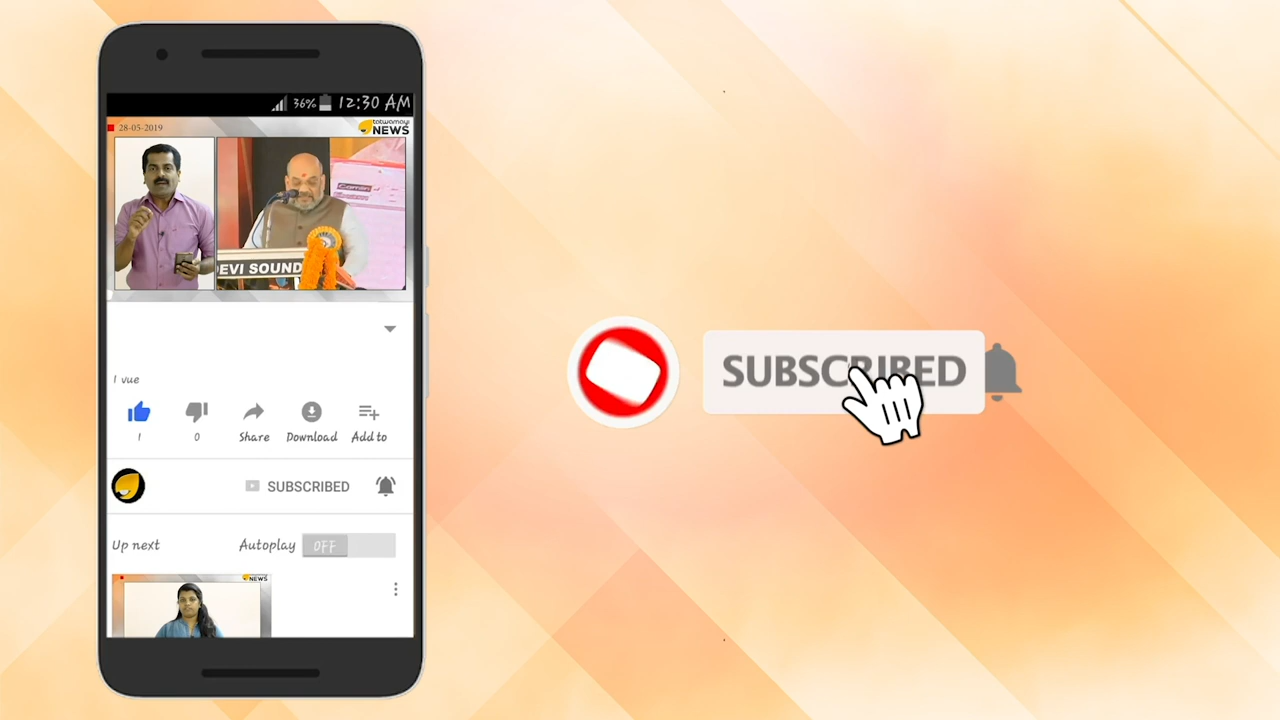 36% 12:30 AM
28-05-2019
tatwamayi
NEWS
DEVI SOUND
1 vue
1
0
Share
Download
Add to
SUBSCRIBED
Up next
Autoplay
OFF
NEWS
SUBSCRIBED